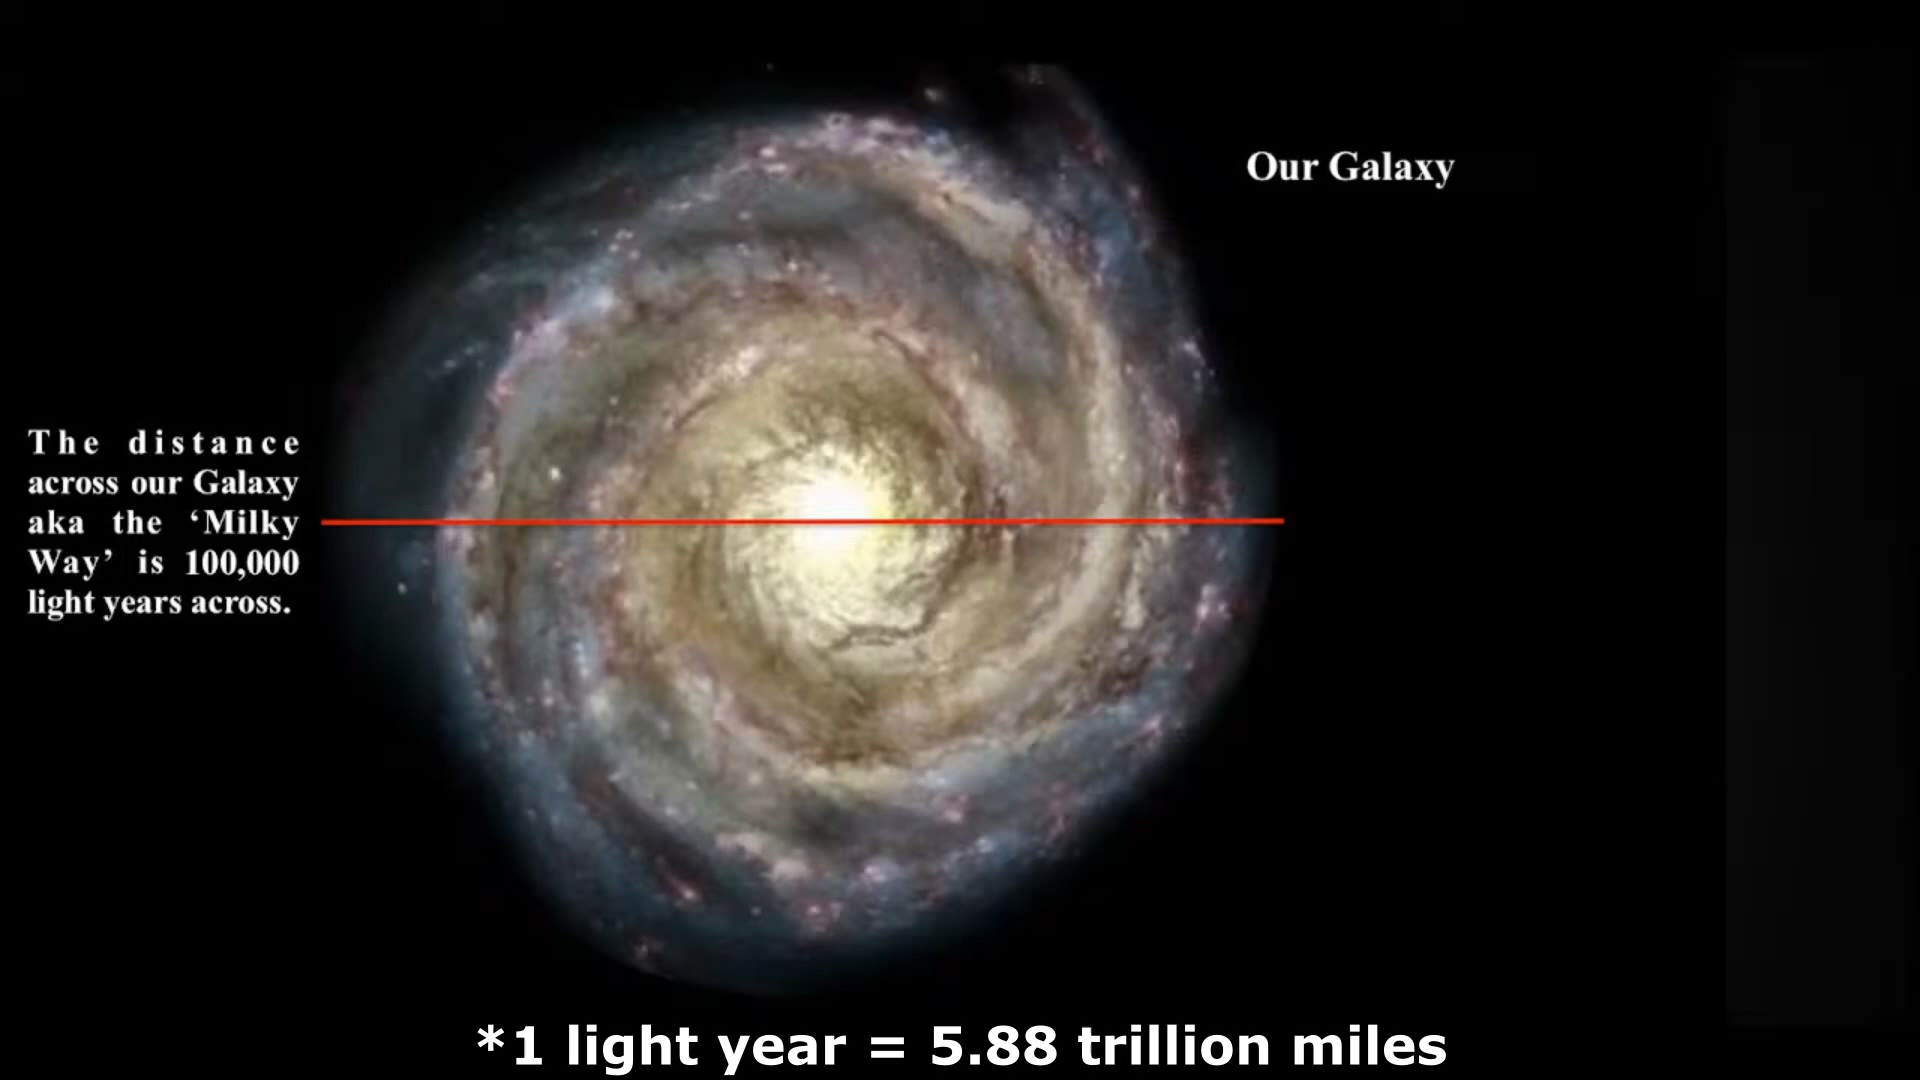 Our Galaxy
The distance
across our Galaxy
aka the ‘Milky
Way’ is 100,000
light years across.
*1 light year = 5.88 trillion miles